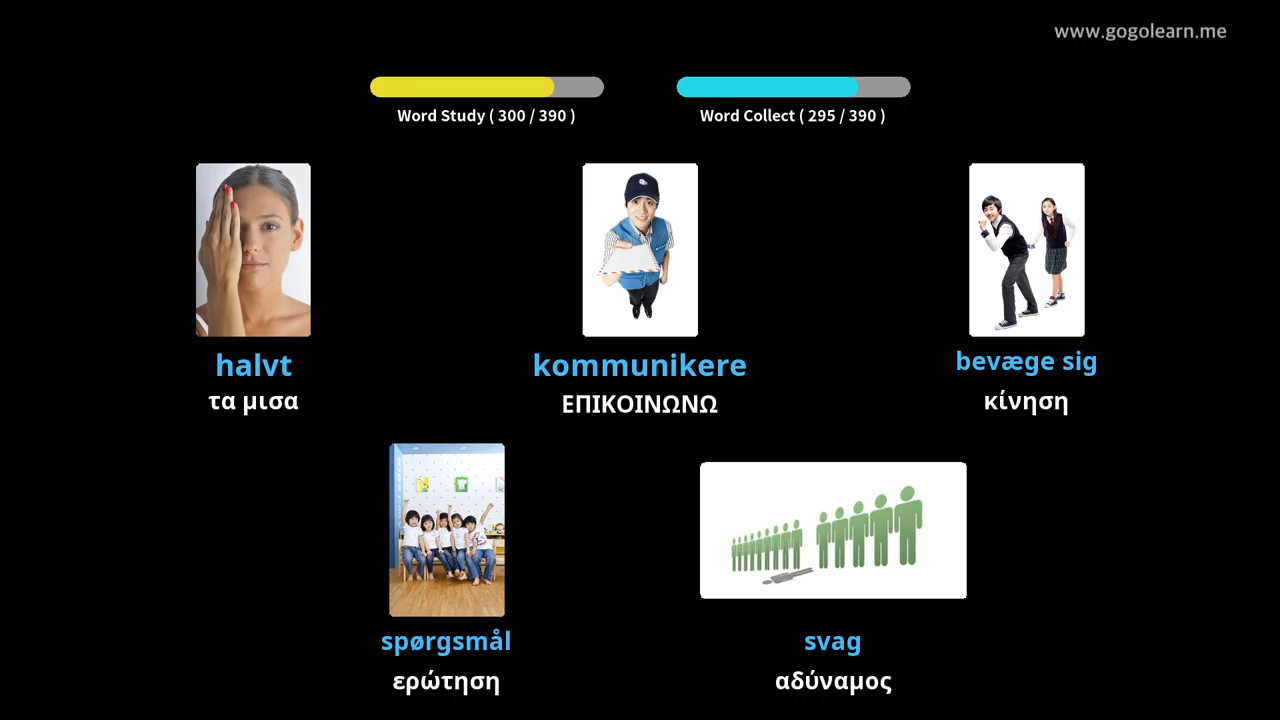 www.gogolearn.me
Word Study ( 300 / 390 )
Word Collect ( 295 / 390 )
halvt
τα μισα
kommunikere
ΕΠΙΚΟΙΝΩΝΩ
bevæge sig
κίνηση
spørgsmål
ερώτηση
svag
αδύναμος